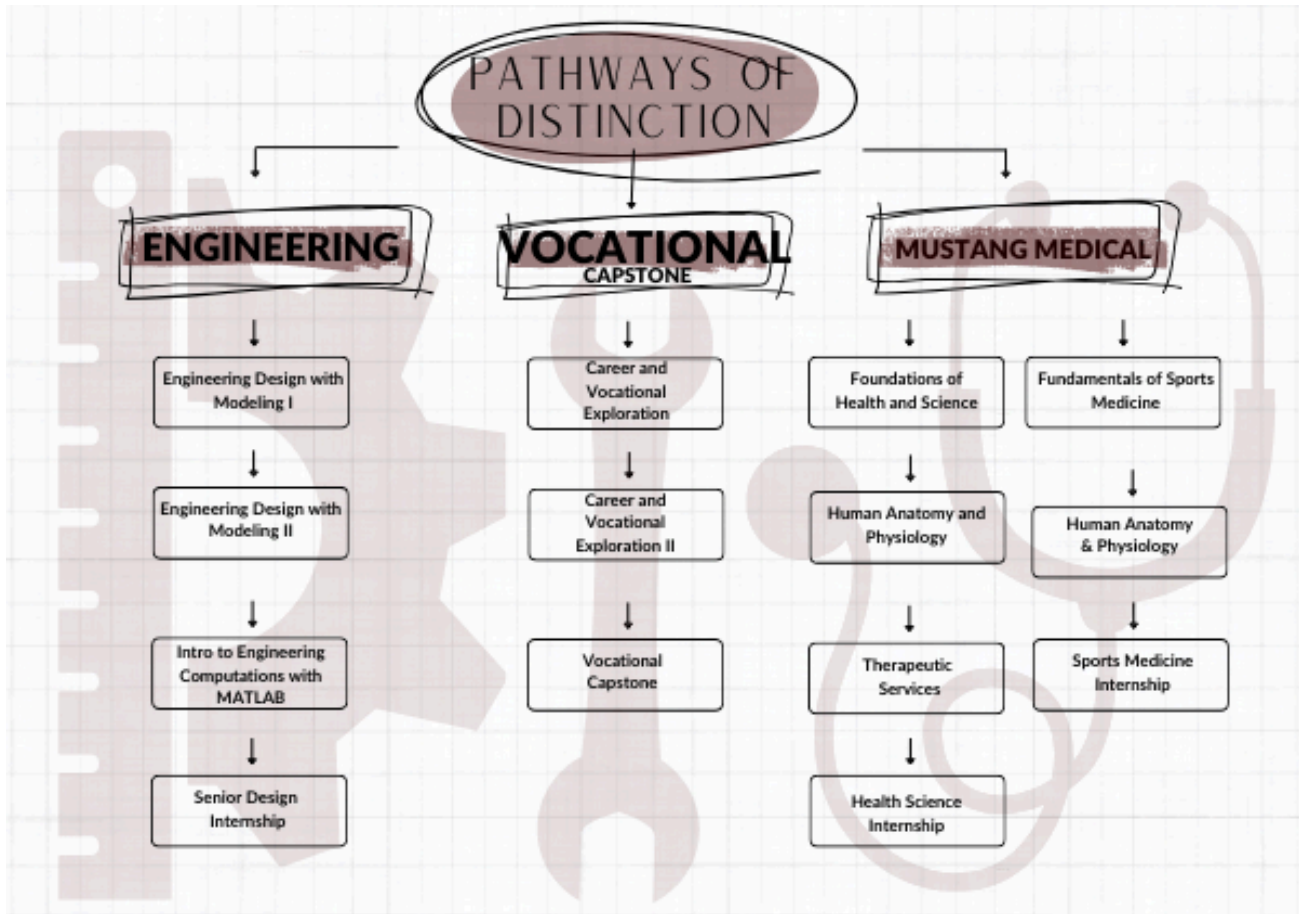 PATHWAYS OF
DISTINCTION
ENGINEERING
Engineering Design with
Modeling I
Engineering Design with
Modeling II
Intro to Engineering
Computations with
MATLAB
Senior Design
Internship
VOCATIONAL
CAPSTONE
Career and
Vocational
Exploration
Career and
Vocational
Exploration II
Vocational
Capstone
MUSTANG MEDICAL
Foundations of
Health and Science
Human Anatomy and
Physiology
Therapeutic
Services
Health Science
Internship
Fundamentals of Sports
Medicine
Human Anatomy
& Physiology
Sports Medicine
Internship